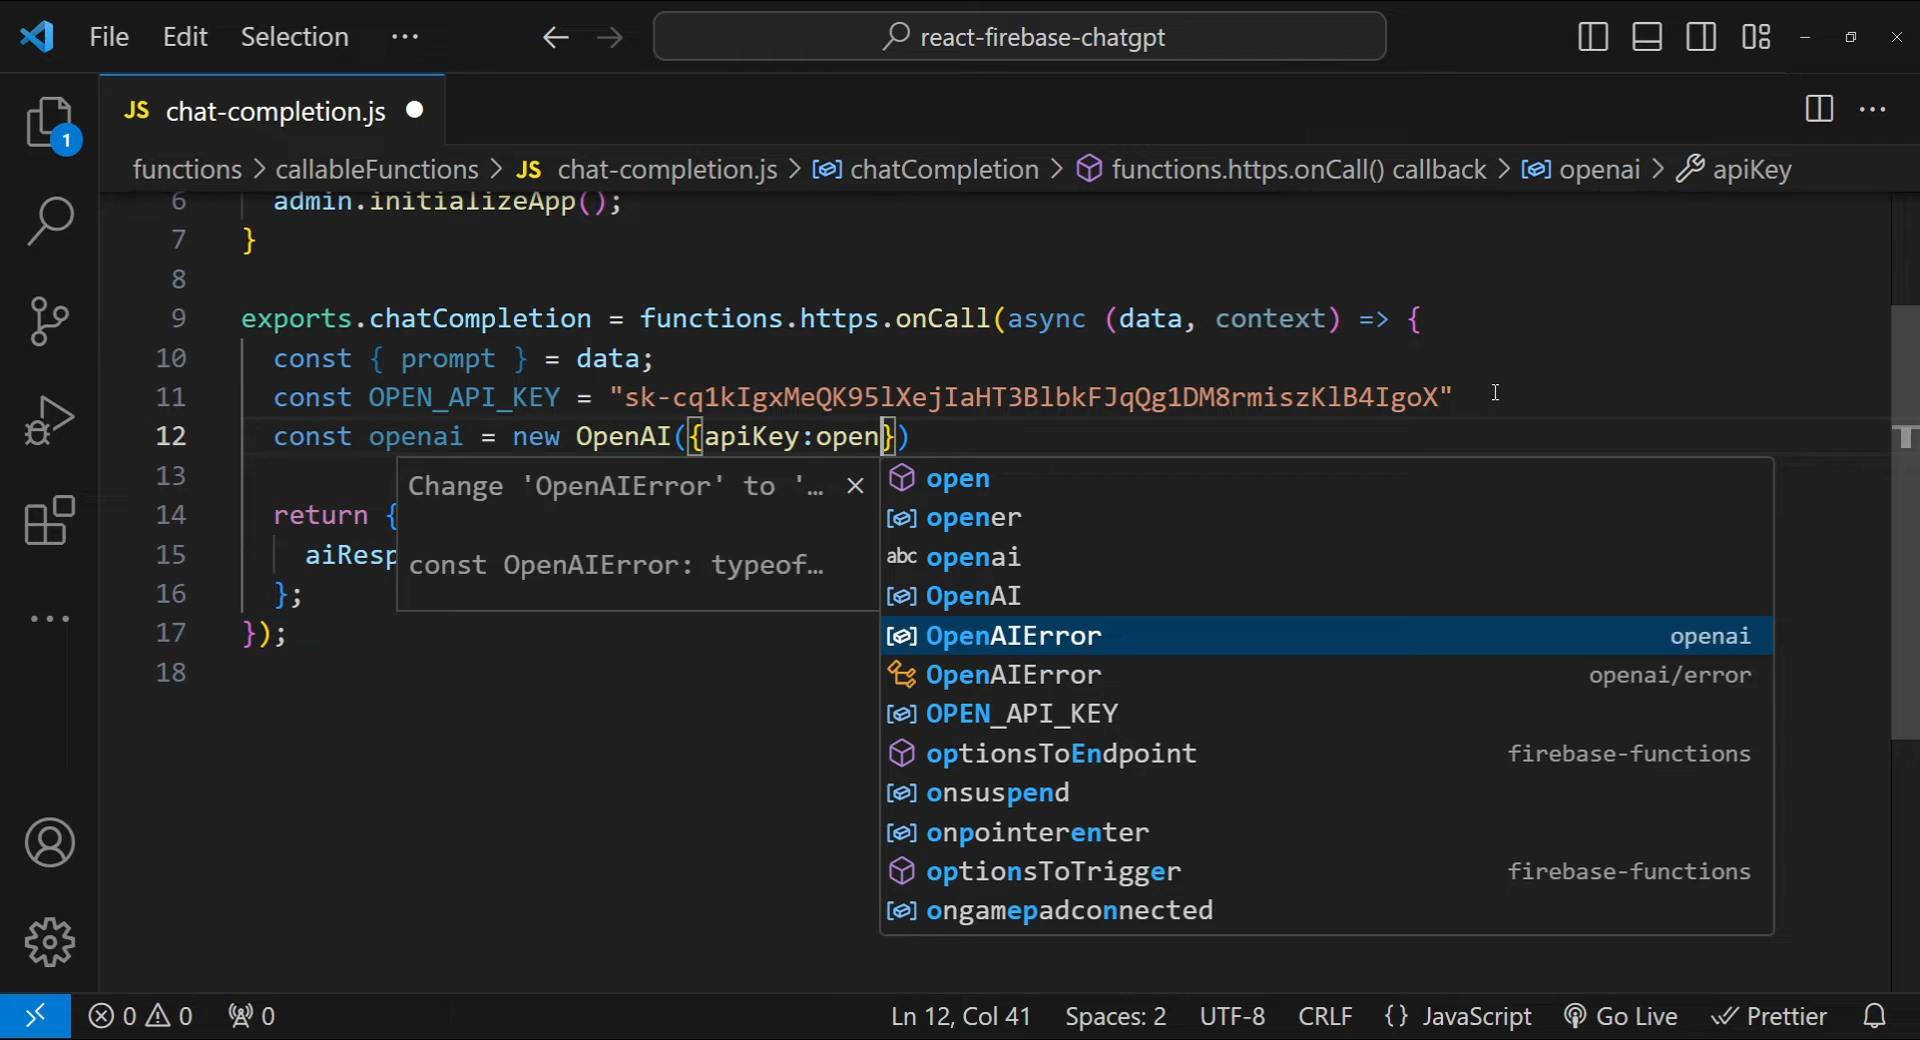 File Edit Selection ··· react-firebase-chatgpt
JS chat-completion.js
1
functions > callableFunctions > JS chat-completion.js > chatCompletion > functions.https.onCall() callback > openai > apiKey
6 admin.initializeApp();
7 }
8
9 exports.chatCompletion = functions.https.onCall(async (data, context) => {
10 const { prompt } = data;
11 const OPEN_API_KEY = "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"
12 const openai = new OpenAI({apiKey:open})
13
14 return {
15 aiResp
16 };
17 });
18
Change 'OpenAIError' to '…
const OpenAIError: typeof…
open
opener
abc openai
OpenAI
OpenAIError openai
OpenAIError openai/error
OPEN_API_KEY
optionsToEndpoint firebase-functions
onsuspend
onpointerenter
optionsToTrigger firebase-functions
ongamepadconnected
0 0 0 Ln 12, Col 41 Spaces: 2 UTF-8 CRLF {} JavaScript Go Live Prettier